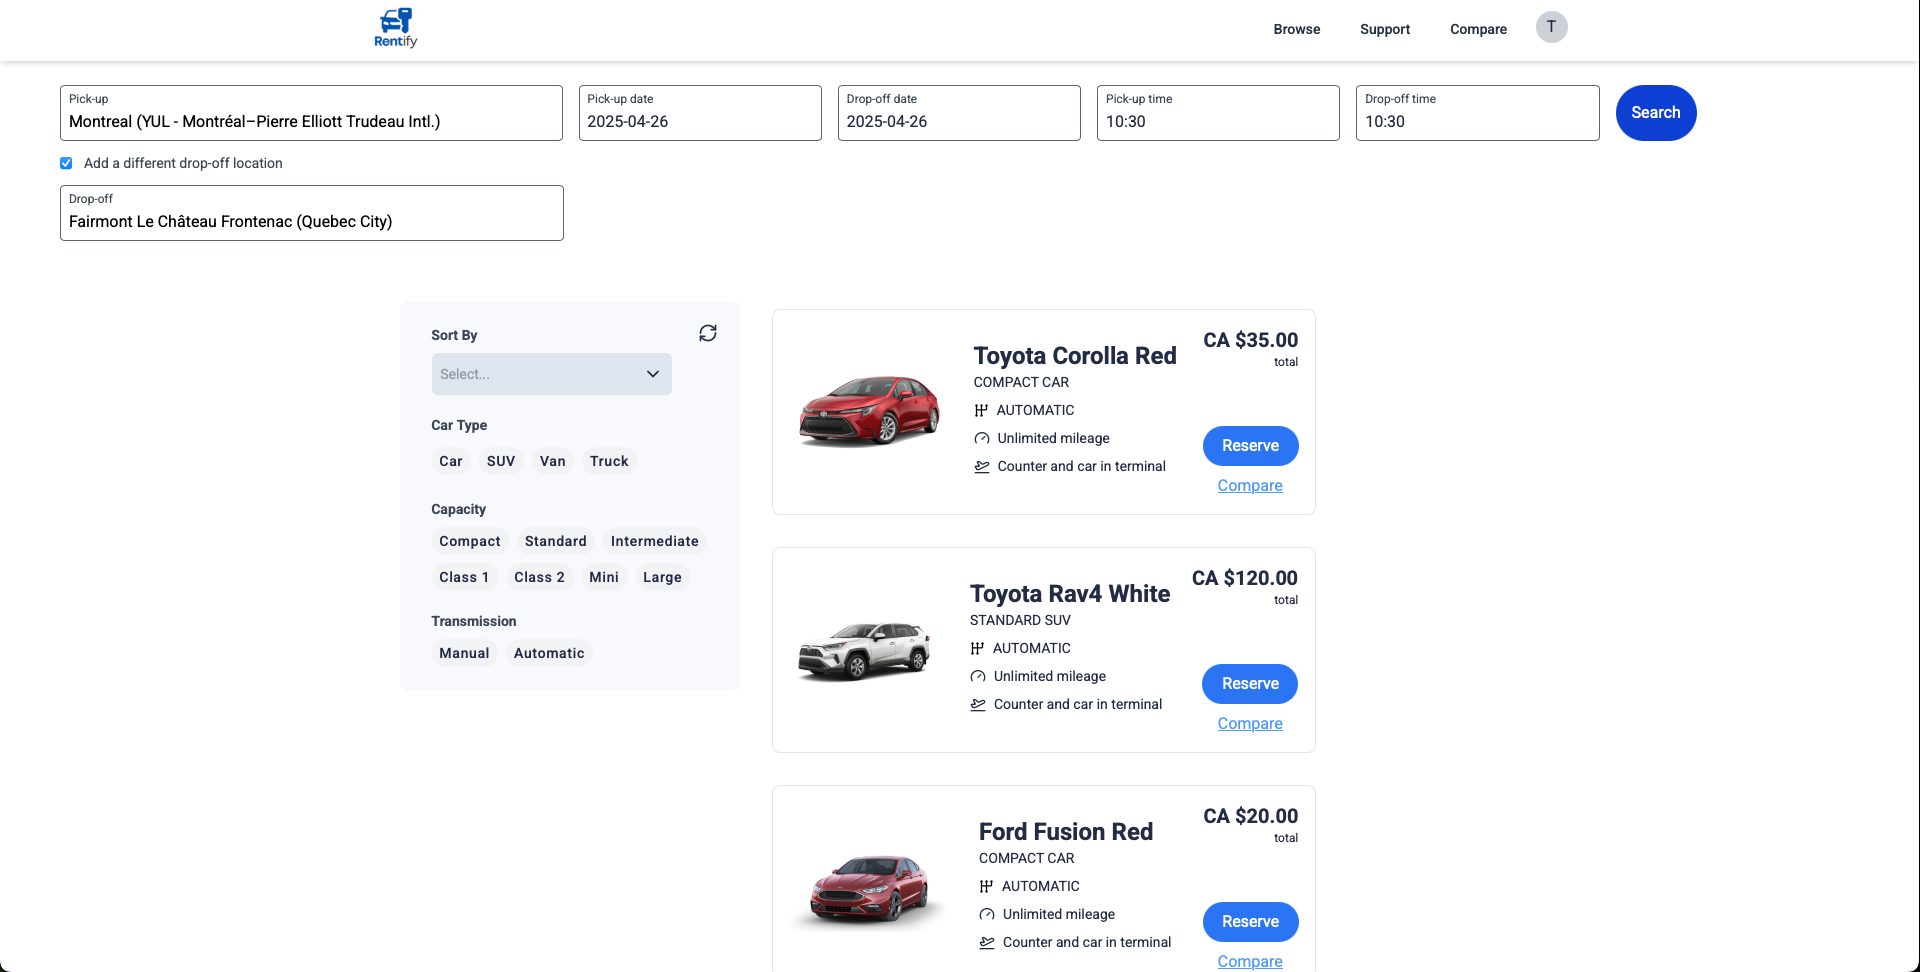 Rentify
Browse
Support
Compare
T
Pick-up
Montreal (YUL - Montréal–Pierre Elliott Trudeau Intl.)
Pick-up date
2025-04-26
Drop-off date
2025-04-26
Pick-up time
10:30
Drop-off time
10:30
Search
Add a different drop-off location
Drop-off
Fairmont Le Château Frontenac (Quebec City)
Sort By
Select...
Car Type
Car SUV Van Truck
Capacity
Compact Standard Intermediate
Class 1 Class 2 Mini Large
Transmission
Manual Automatic
Toyota Corolla Red
COMPACT CAR
AUTOMATIC
Unlimited mileage
Counter and car in terminal
CA $35.00
total
Reserve
Compare
Toyota Rav4 White
STANDARD SUV
AUTOMATIC
Unlimited mileage
Counter and car in terminal
CA $120.00
total
Reserve
Compare
Ford Fusion Red
COMPACT CAR
AUTOMATIC
Unlimited mileage
Counter and car in terminal
CA $20.00
total
Reserve
Compare